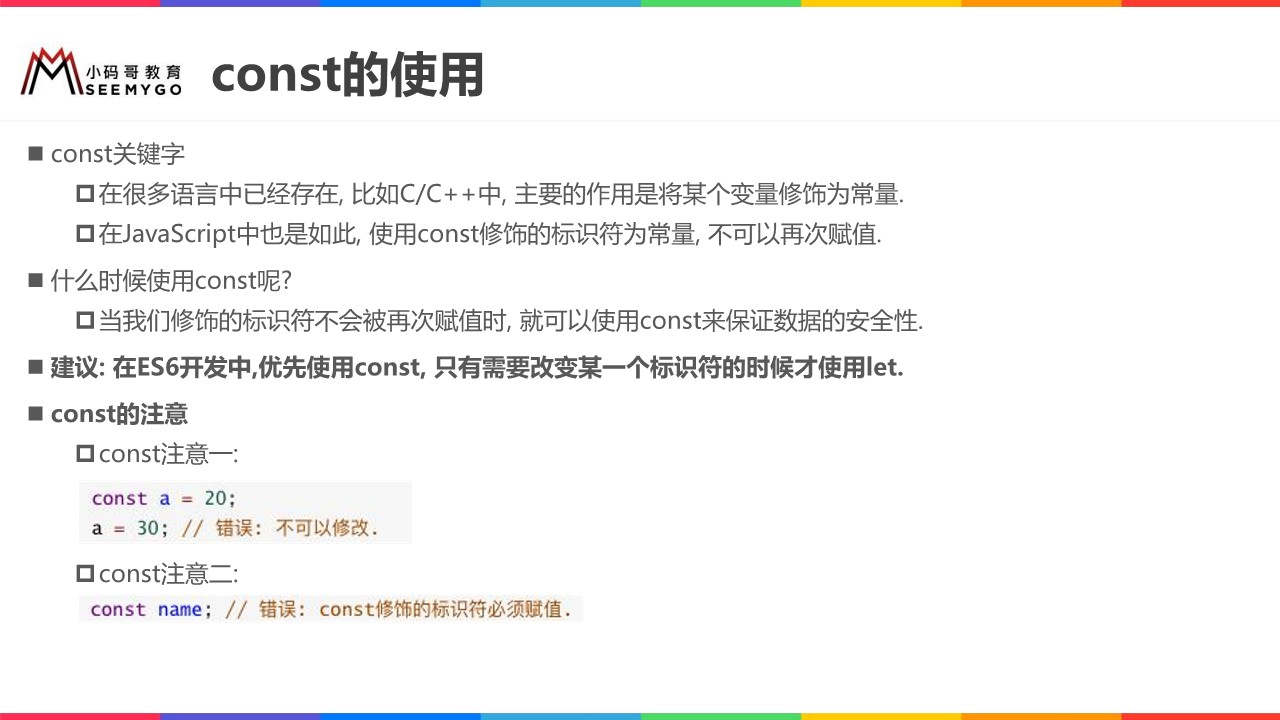 小码哥教育
SEEMYGO
const的使用
const关键字
在很多语言中已经存在, 比如C/C++中, 主要的作用是将某个变量修饰为常量.
在JavaScript中也是如此, 使用const修饰的标识符为常量, 不可以再次赋值.
什么时候使用const呢?
当我们修饰的标识符不会被再次赋值时, 就可以使用const来保证数据的安全性.
建议: 在ES6开发中,优先使用const, 只有需要改变某一个标识符的时候才使用let.
const的注意
const注意一:
const a = 20;
a = 30; // 错误: 不可以修改.
const注意二:
const name; // 错误: const修饰的标识符必须赋值.